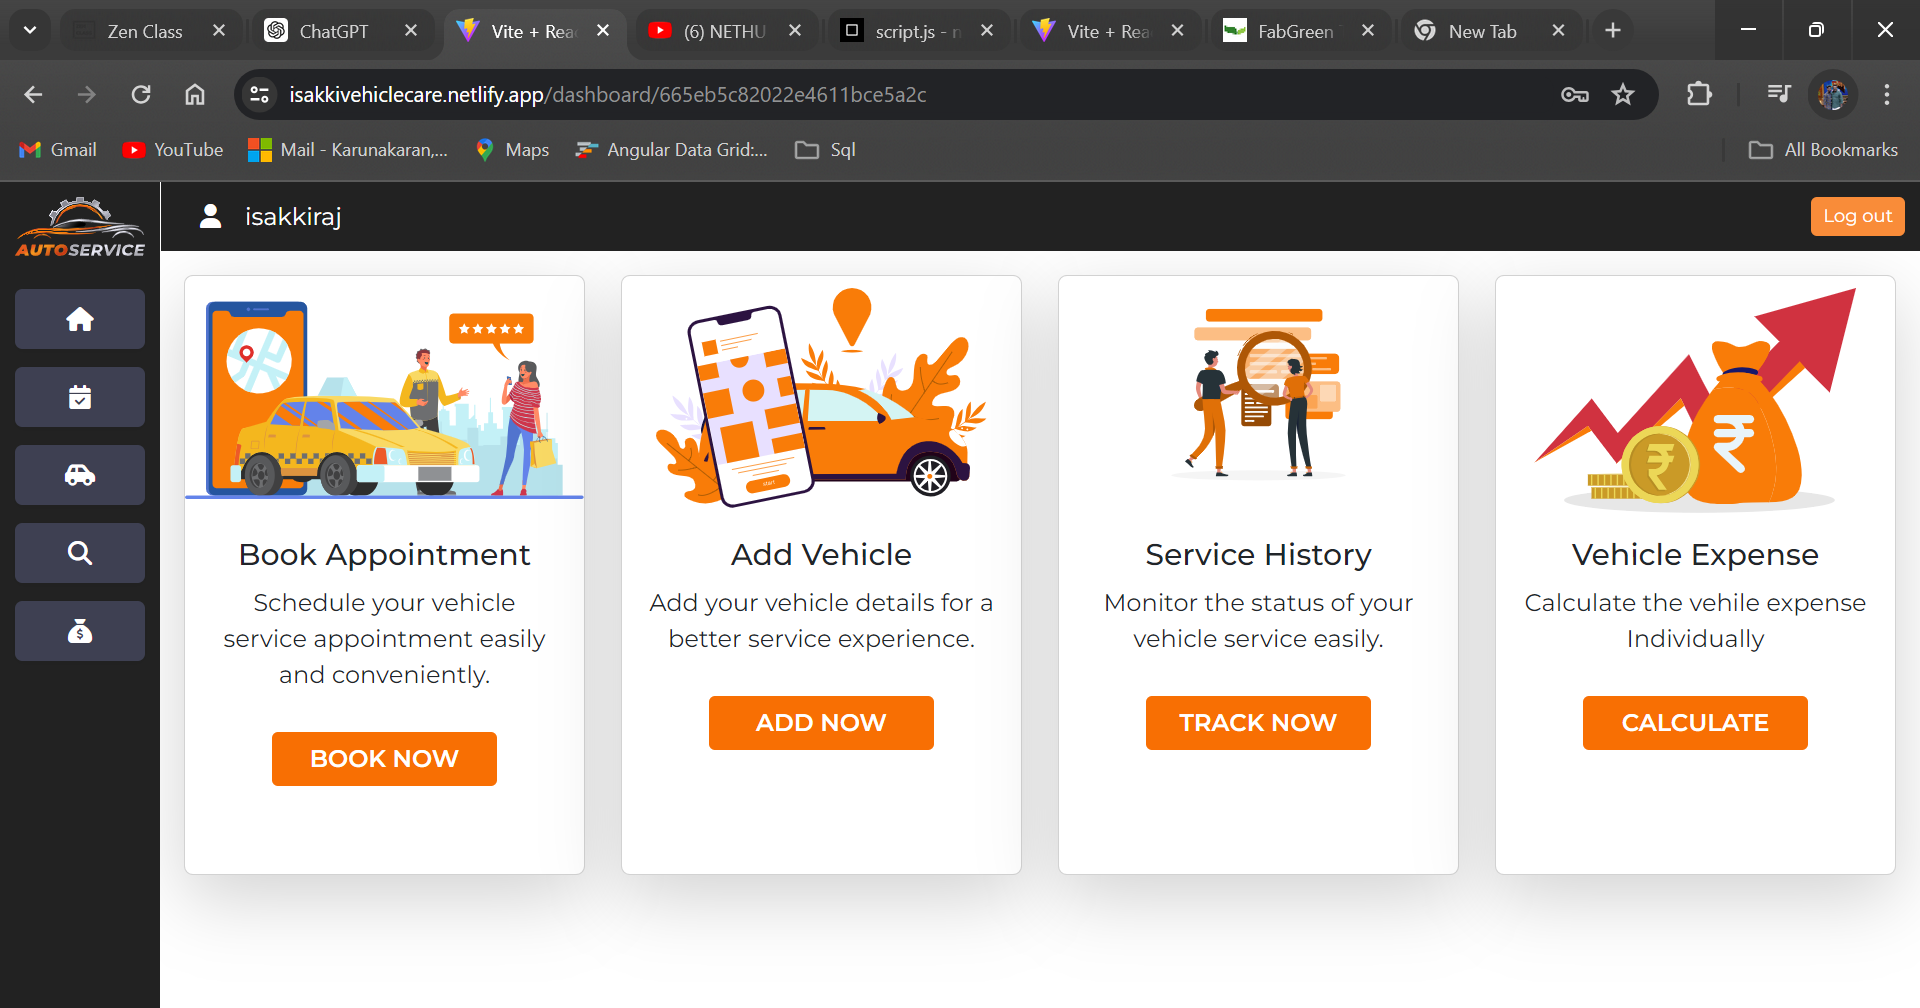 Zen Class
ChatGPT
Vite + Rea
(6) NETHU
script.js - n
Vite + Rea
FabGreen
New Tab
isakkivehiclecare.netlify.app/dashboard/665eb5c82022e4611bce5a2c
Gmail
YouTube
Mail - Karunakaran,...
Maps
Angular Data Grid:...
Sql
All Bookmarks
AUTOSERVICE
isakkiraj
Log out
Start
Book Appointment
Schedule your vehicle
service appointment easily
and conveniently.
BOOK NOW
Add Vehicle
Add your vehicle details for a
better service experience.
ADD NOW
Service History
Monitor the status of your
vehicle service easily.
TRACK NOW
Vehicle Expense
Calculate the vehile expense
Individually
CALCULATE